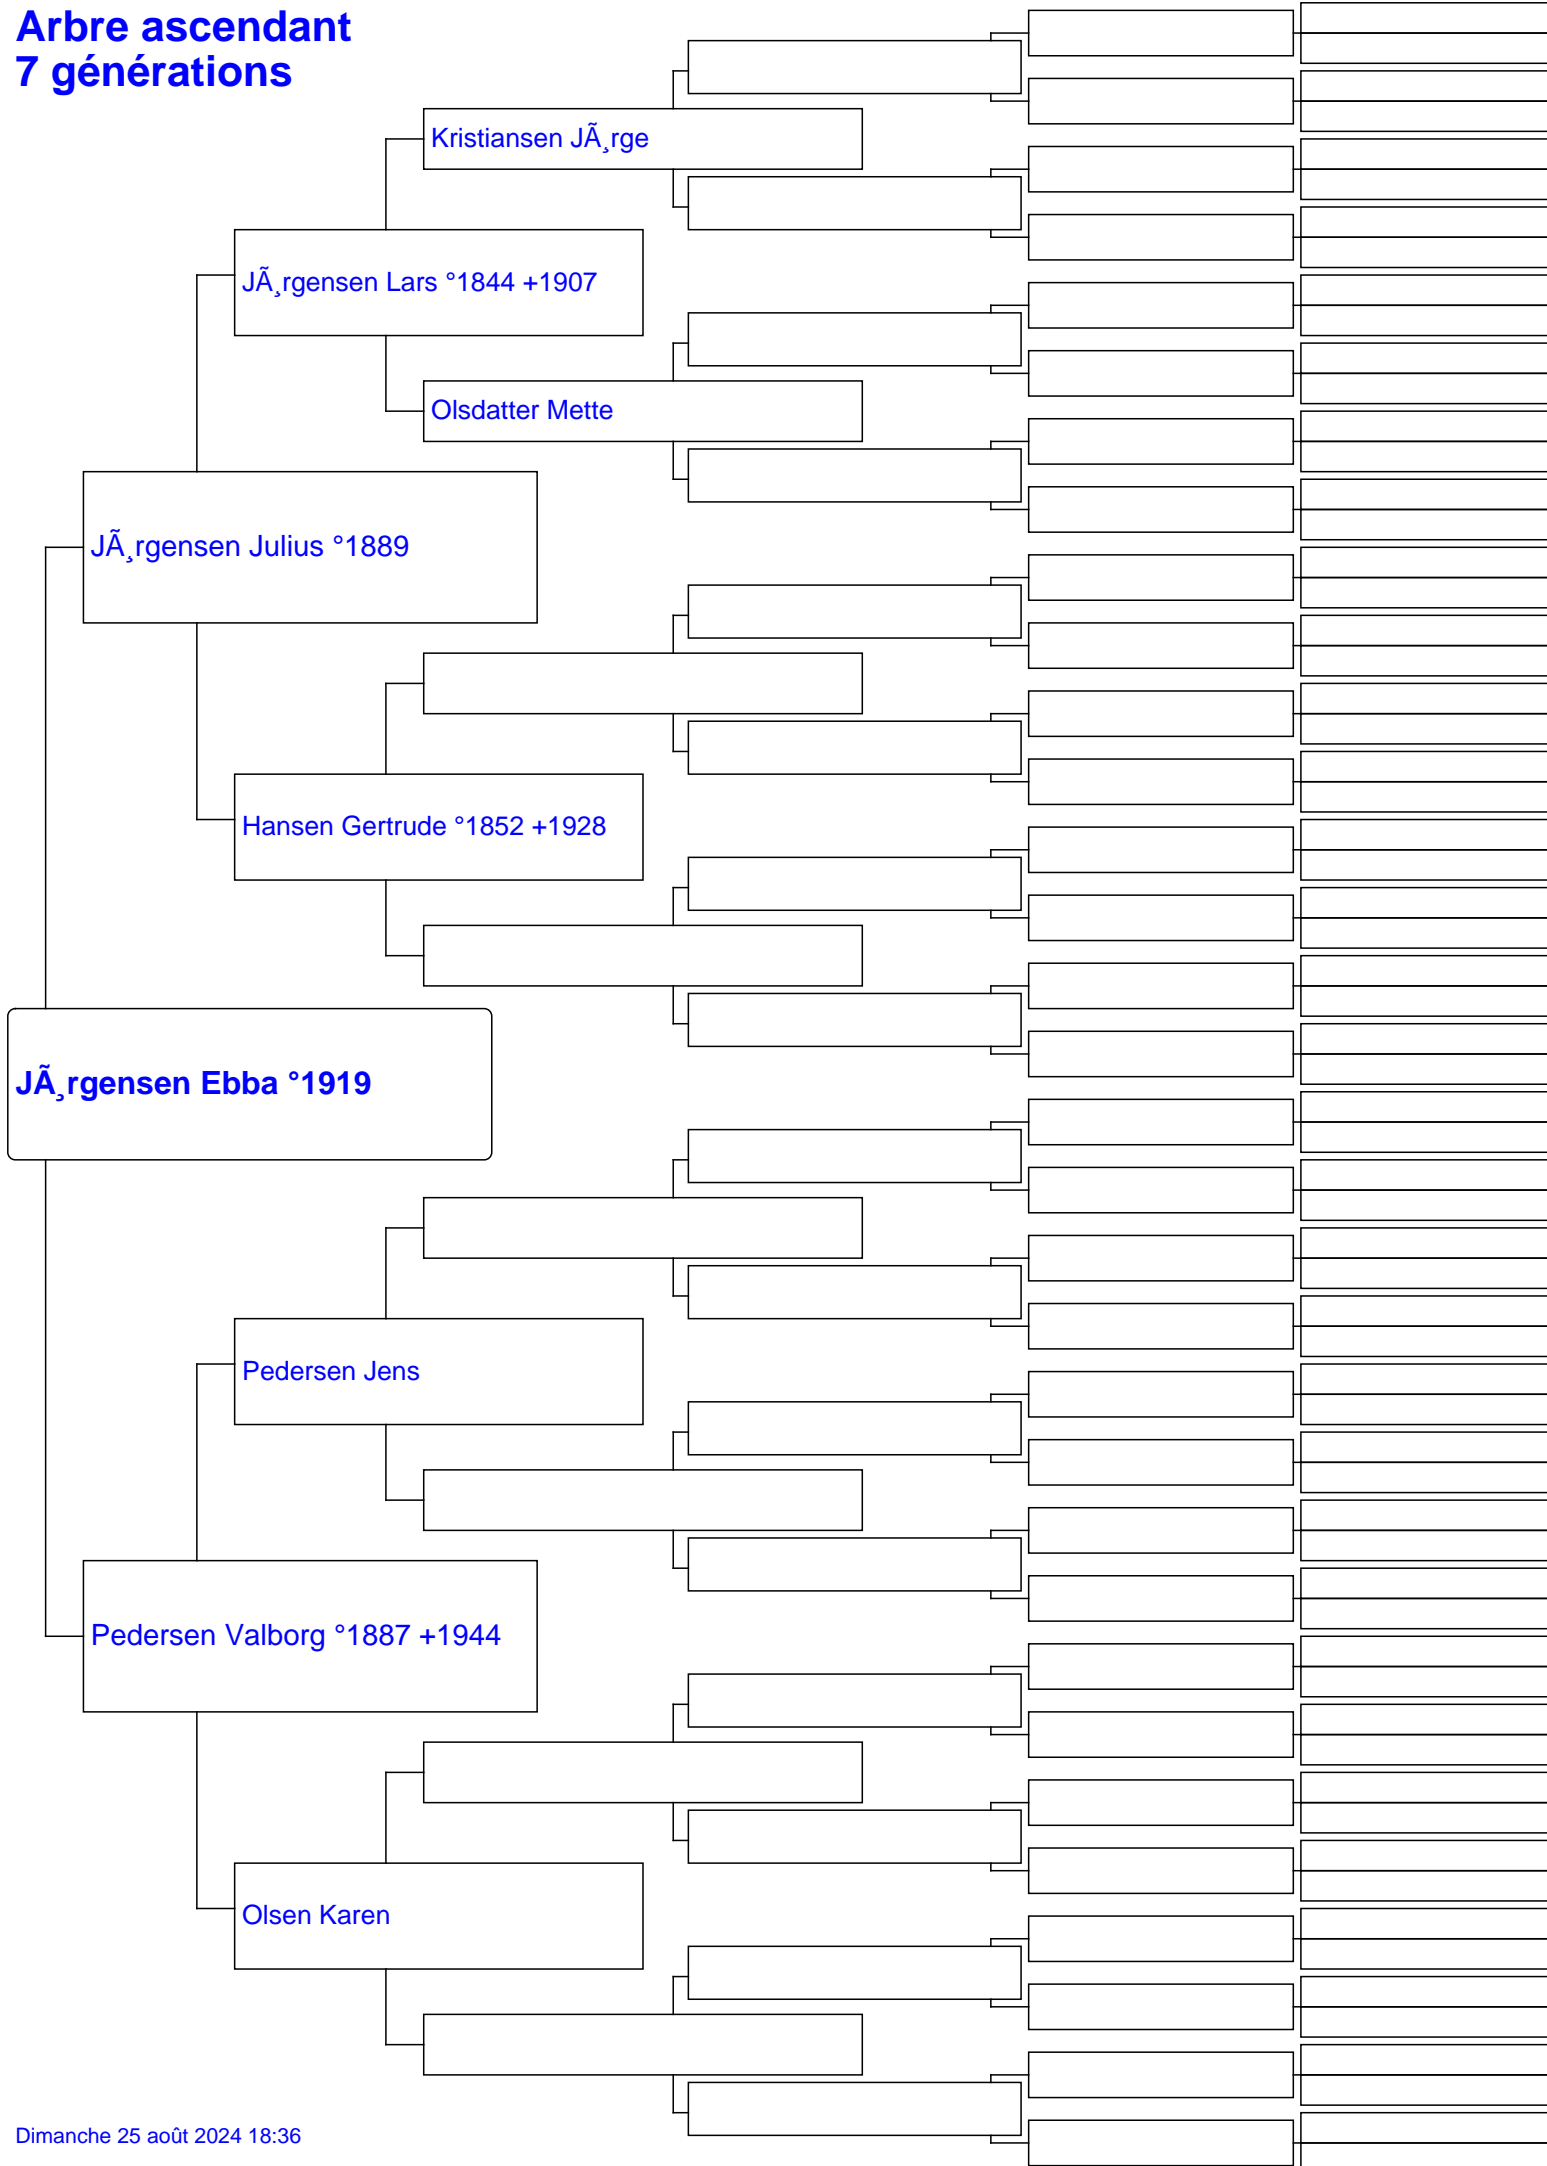 Arbre ascendant
7 générations
Kristiansen JÃ¸rge
JÃ¸rgensen Lars °1844 +1907
Olsdatter Mette
JÃ¸rgensen Julius °1889
Hansen Gertrude °1852 +1928
JÃ¸rgensen Ebba °1919
Pedersen Jens
Pedersen Valborg °1887 +1944
Olsen Karen
Dimanche 25 août 2024 18:36